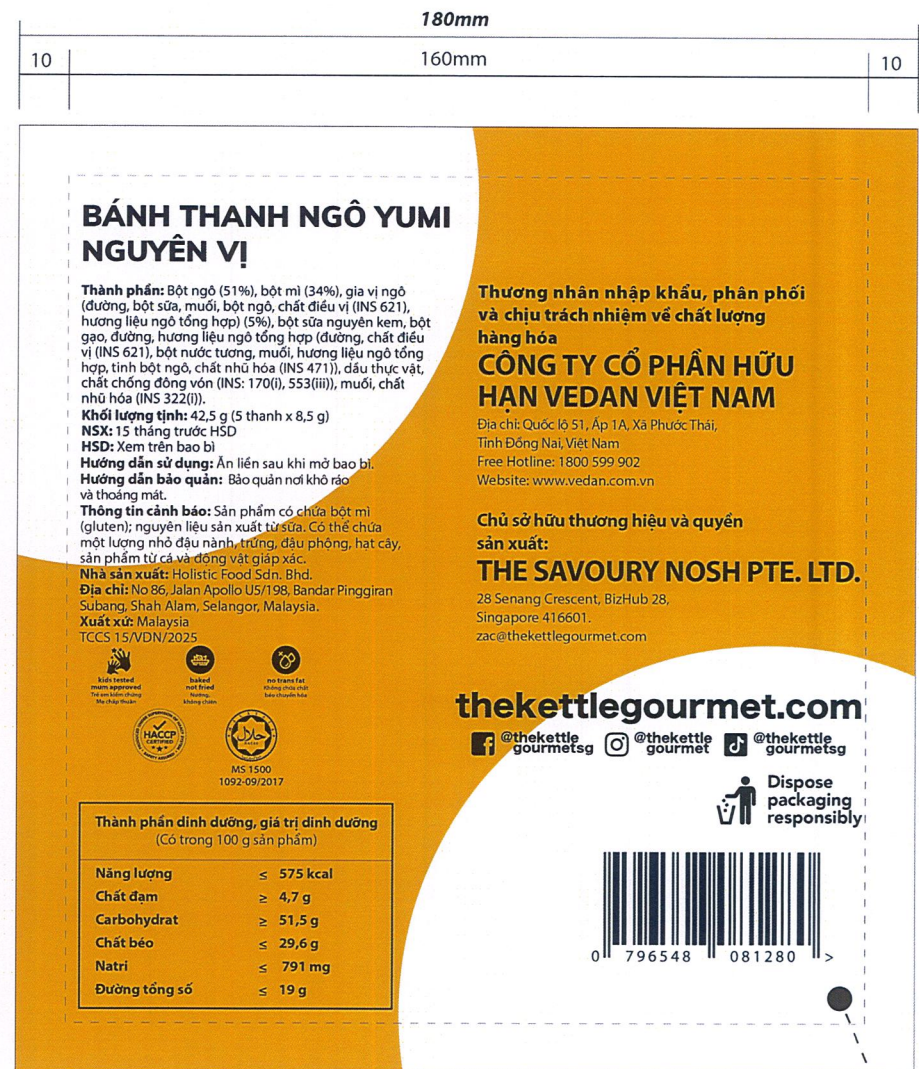 180mm
10
160mm
10
BÁNH THANH NGÔ YUMI
NGUYÊN VỊ
Thành phần: Bột ngô (51%), bột mì (34%), gia vị ngô
(đường, bột sữa, muối, bột ngô, chất điều vị (INS 621),
hương liệu ngô tổng hợp) (5%), bột sữa nguyên kem, bột
gạo, đường, hương liệu ngô tổng hợp (đường, chất điều
vị (INS 621), bột nước tương, muối, hương liệu ngô tổng
hợp, tinh bột ngô, chất nhũ hóa (INS 471)), dầu thực vật,
chất chống đông vón (INS: 170(i), 553(iii)), muối, chất
nhũ hóa (INS 322(i)).
Khối lượng tịnh: 42,5 g (5 thanh x 8,5 g)
NSX: 15 tháng trước HSD
HSD: Xem trên bao bì
Hướng dẫn sử dụng: Ăn liền sau khi mở bao bì.
Hướng dẫn bảo quản: Bảo quản nơi khô ráo
và thoáng mát.
Thông tin cảnh báo: Sản phẩm có chứa bột mì
(gluten); nguyên liệu sản xuất từ sữa. Có thể chứa
một lượng nhỏ đậu nành, trứng, đậu phộng, hạt cây,
sản phẩm từ cá và động vật giáp xác.
Nhà sản xuất: Holistic Food Sdn. Bhd.
Địa chỉ: No 86, Jalan Apollo U5/198, Bandar Pinggiran
Subang, Shah Alam, Selangor, Malaysia.
Xuất xứ: Malaysia
TCCS 15/VDN/2025
kids tested
mum approved
Trẻ em kiểm chứng
Mẹ chấp thuận
baked
not fried
Nướng,
không chiên
no trans fat
Không chứa chất
béo chuyển hóa
HACCP
CERTIFIED
حلال
MS 1500
1092-09/2017
Thành phần dinh dưỡng, giá trị dinh dưỡng
(Có trong 100 g sản phẩm)
Năng lượng ≤ 575 kcal
Chất đạm ≥ 4,7 g
Carbohydrat ≥ 51,5 g
Chất béo ≤ 29,6 g
Natri ≤ 791 mg
Đường tổng số ≤ 19 g
Thương nhân nhập khẩu, phân phối
và chịu trách nhiệm về chất lượng
hàng hóa
CÔNG TY CỔ PHẦN HỮU
HẠN VEDAN VIỆT NAM
Địa chỉ: Quốc lộ 51, Ấp 1A, Xã Phước Thái,
Tỉnh Đồng Nai, Việt Nam
Free Hotline: 1800 599 902
Website: www.vedan.com.vn
Chủ sở hữu thương hiệu và quyền
sản xuất:
THE SAVOURY NOSH PTE. LTD.
28 Senang Crescent, BizHub 28,
Singapore 416601.
zac@thekettlegourmet.com
thekettlegourmet.com
@thekettle
gourmetsg
@thekettle
gourmet
@thekettle
gourmetsg
Dispose
packaging
responsibly
0 796548 081280 >